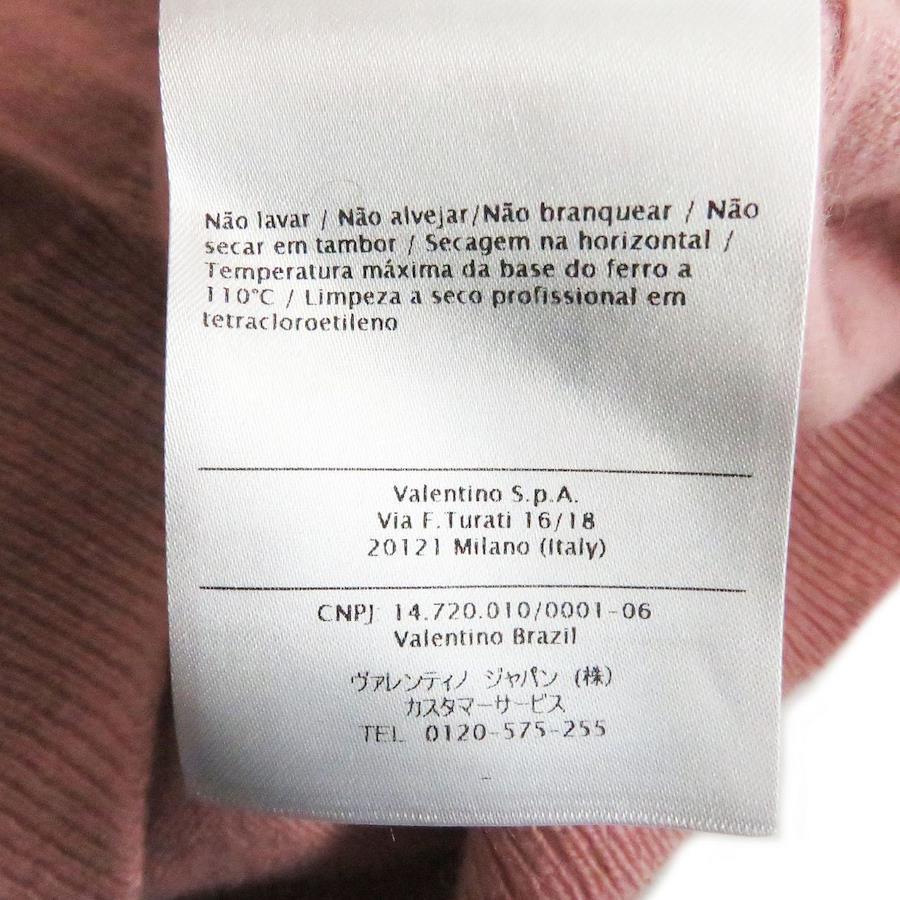 Não lavar / Não alvejar/Não branquear / Não
secar em tambor / Secagem na horizontal /
Temperatura máxima da base do ferro a
110°C / Limpeza a seco profissional em
tetracloroetileno
Valentino S.p.A.
Via F.Turati 16/18
20121 Milano (Italy)
CNPJ 14.720.010/0001-06
Valentino Brazil
ヴァレンティノ ジャパン (株)
カスタマーサービス
TEL 0120-575-255